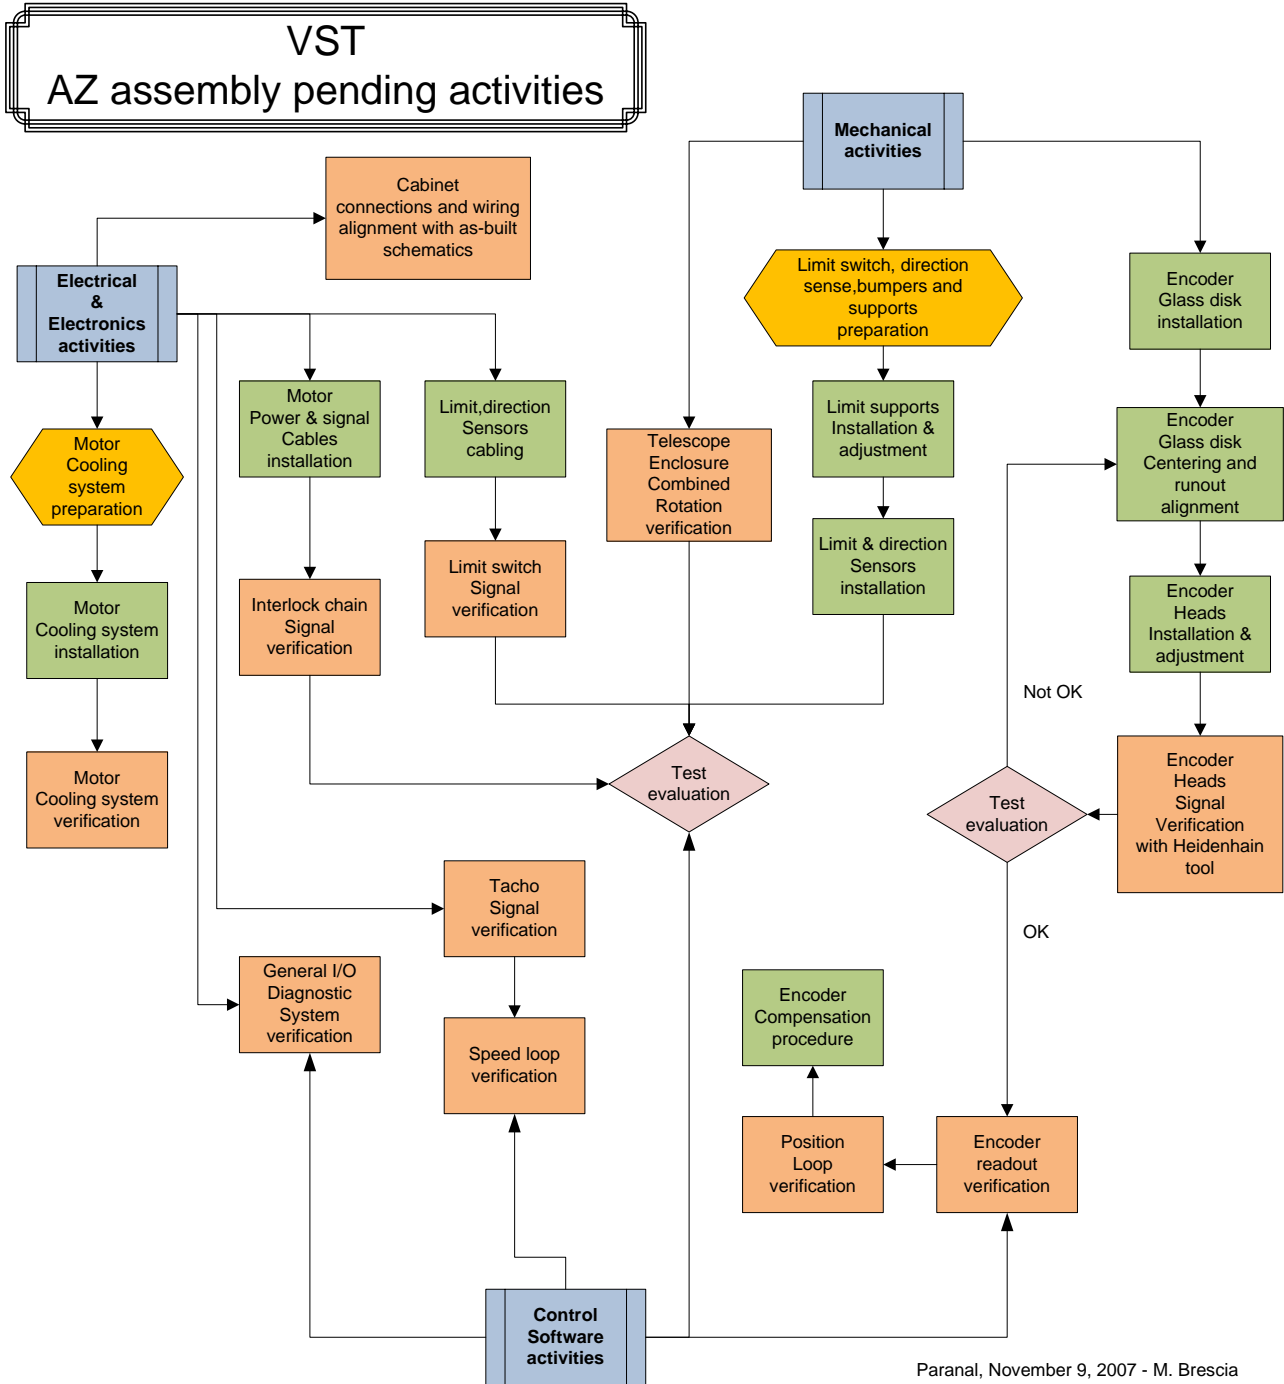 VST
AZ assembly pending activities
Mechanical
activities
Cabinet
connections and wiring
alignment with as-built
schematics
Electrical
&
Electronics
activities
Limit switch, direction
sense,bumpers and
supports
preparation
Encoder
Glass disk
installation
Motor
Power & signal
Cables
installation
Limit,direction
Sensors
cabling
Limit supports
Installation &
adjustment
Encoder
Glass disk
Centering and
runout
alignment
Motor
Cooling
system
preparation
Telescope
Enclosure
Combined
Rotation
verification
Limit & direction
Sensors
installation
Limit switch
Signal
verification
Motor
Cooling system
installation
Interlock chain
Signal
verification
Encoder
Heads
Installation &
adjustment
Not OK
Motor
Cooling system
verification
Test
evaluation
Test
evaluation
Encoder
Heads
Signal
Verification
with Heidenhain
tool
Tacho
Signal
verification
OK
General I/O
Diagnostic
System
verification
Encoder
Compensation
procedure
Speed loop
verification
Position
Loop
verification
Encoder
readout
verification
Control
Software
activities
Paranal, November 9, 2007 - M. Brescia